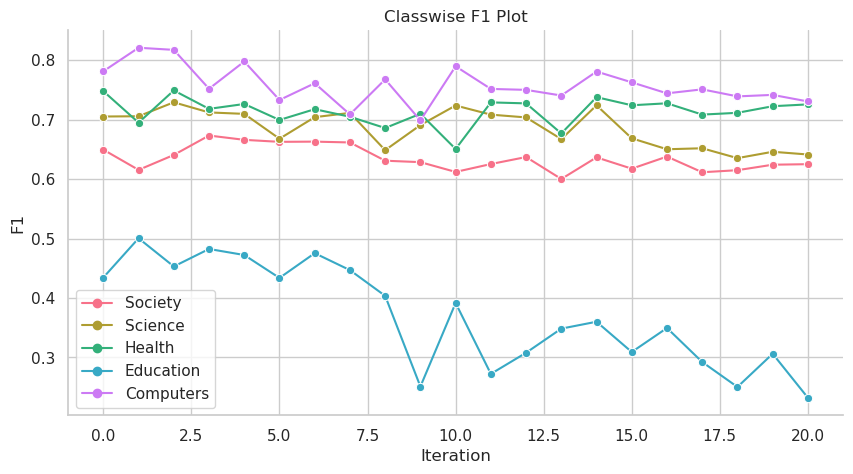 Classwise F1 Plot
0.8
0.7
0.6
0.5
0.4
0.3
F1
Society
Science
Health
Education
Computers
0.0 2.5 5.0 7.5 10.0 12.5 15.0 17.5 20.0
Iteration